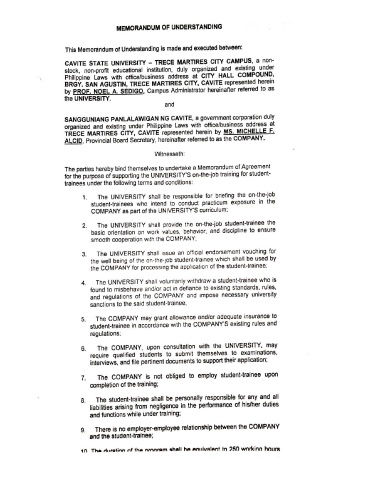 MEMORANDUM OF UNDERSTANDING
This Memorandum of Understanding is made and executed between:
CAVITE STATE UNIVERSITY – TRECE MARTIRES CITY CAMPUS, a non-
stock, non-profit educational institution, duly organized and existing under
Philippine Laws with office/business address at CITY HALL COMPOUND,
BRGY. SAN AGUSTIN, TRECE MARTIRES CITY, CAVITE represented herein
by PROF. NOEL A. SEDIGO, Campus Administrator hereinafter referred to as
the UNIVERSITY.
and
SANGGUNIANG PANLALAWIGAN NG CAVITE, a government corporation duly
organized and existing under Philippine Laws with office/business address at
TRECE MARTIRES CITY, CAVITE represented herein by MS. MICHELLE F.
ALCID, Provincial Board Secretary, hereinafter referred to as the COMPANY.
Witnesseth:
The parties hereby bind themselves to undertake a Memorandum of Agreement
for the purpose of supporting the UNIVERSITY'S on-the-job training for student-
trainees under the following terms and conditions:
1. The UNIVERSITY shall be responsible for briefing the on-the-job
student-trainees who intend to conduct practicum exposure in the
COMPANY as part of the UNIVERSITY'S curriculum;
2. The UNIVERSITY shall provide the on-the-job student-trainee the
basic orientation on work values, behavior, and discipline to ensure
smooth cooperation with the COMPANY;
3. The UNIVERSITY shall issue an official endorsement vouching for
the well being of the on-the-job student-trainee which shall be used by
the COMPANY for processing the application of the student-trainee;
4. The UNIVERSITY shall voluntarily withdraw a student-trainee who is
found to misbehave and/or act in defiance to existing standards, rules,
and regulations of the COMPANY and impose necessary university
sanctions to the said student-trainee,
5. The COMPANY may grant allowance and/or adequate insurance to
student-trainee in accordance with the COMPANY'S existing rules and
regulations;
6. The COMPANY, upon consultation with the UNIVERSITY, may
require qualified students to submit themselves to examinations,
interviews, and file pertinent documents to support their application;
7. The COMPANY is not obliged to employ student-trainee upon
completion of the training;
8. The student-trainee shall be personally responsible for any and all
liabilities arising from negligence in the performance of his/her duties
and functions while under training;
9. There is no employer-employee relationship between the COMPANY
and the student-trainee;
10. The duration of the program shall be equivalent to 250 working hours